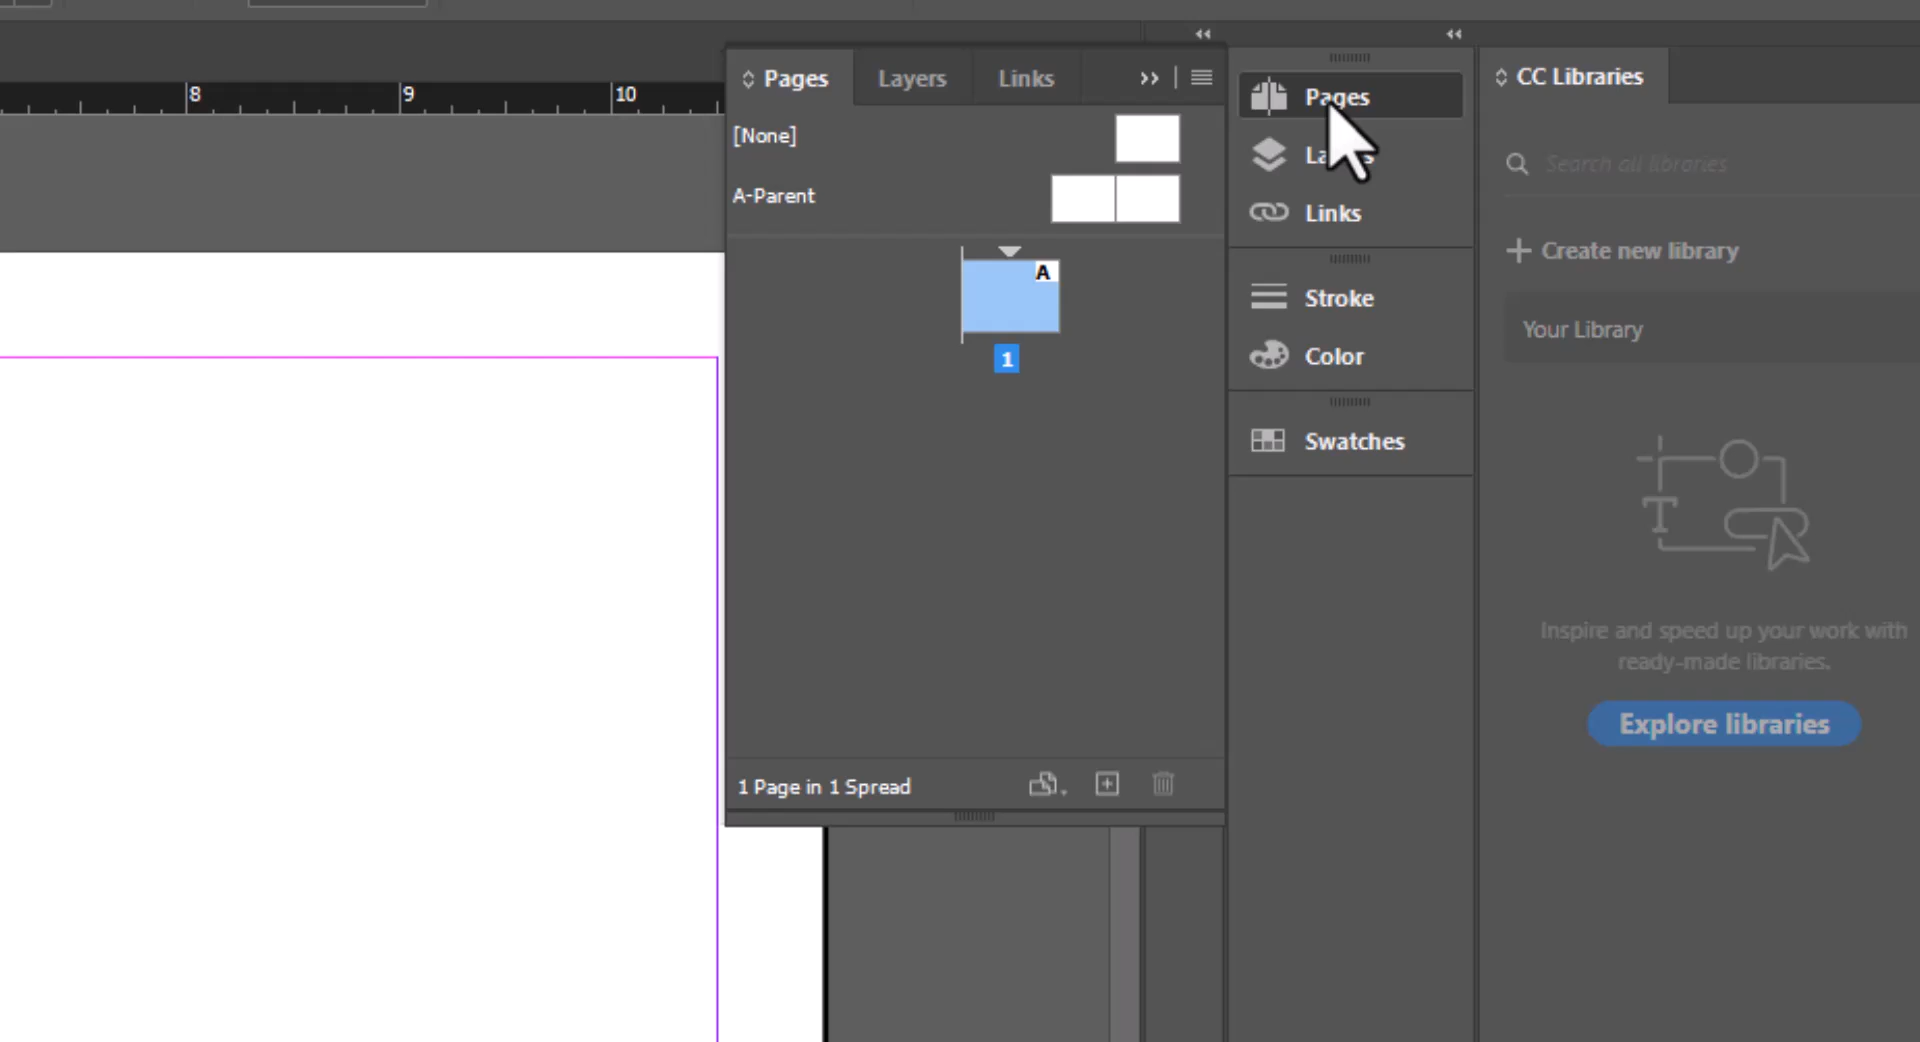 8
9
10
Pages
Layers
Links
[None]
A-Parent
A
1
1 Page in 1 Spread
Pages
Links
Stroke
Color
Swatches
CC Libraries
Search all libraries
Create new library
Your Library
Inspire and speed up your work with
ready-made libraries.
Explore libraries